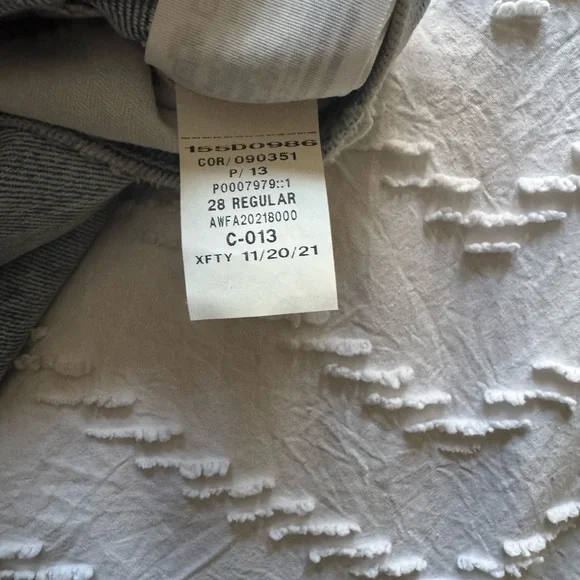 155D0986
COR/090351
P/ 13
P0007979::1
28 REGULAR
AWFA20218000
C-013
XFTY 11/20/21